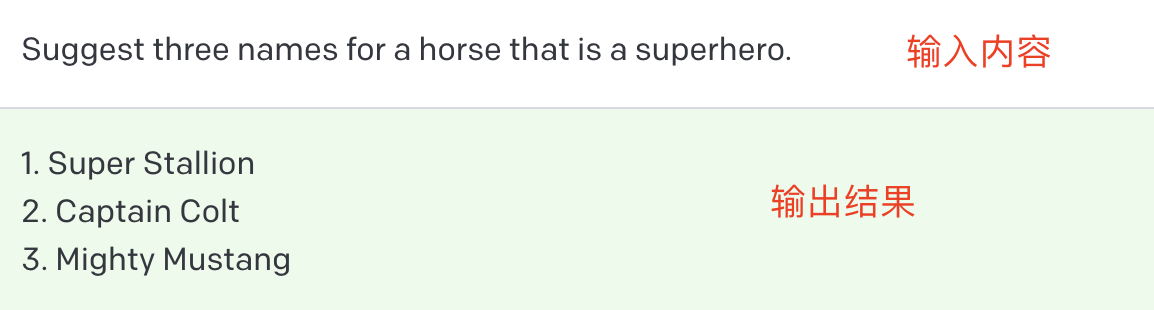 Suggest three names for a horse that is a superhero.
输入内容
1. Super Stallion
2. Captain Colt
输出结果
3. Mighty Mustang